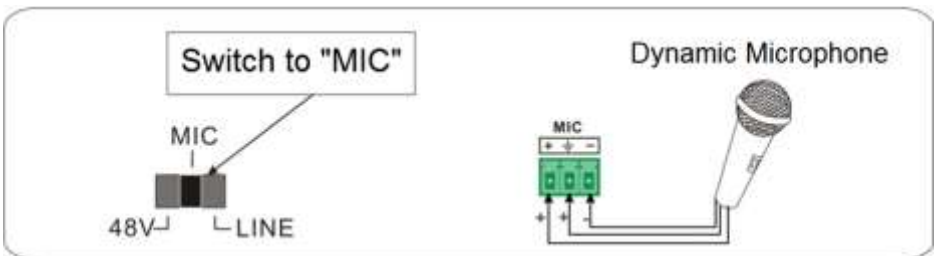 Switch to "MIC"
MIC
48V
LINE
Dynamic Microphone
MIC
+ ⏚ -
+ + -